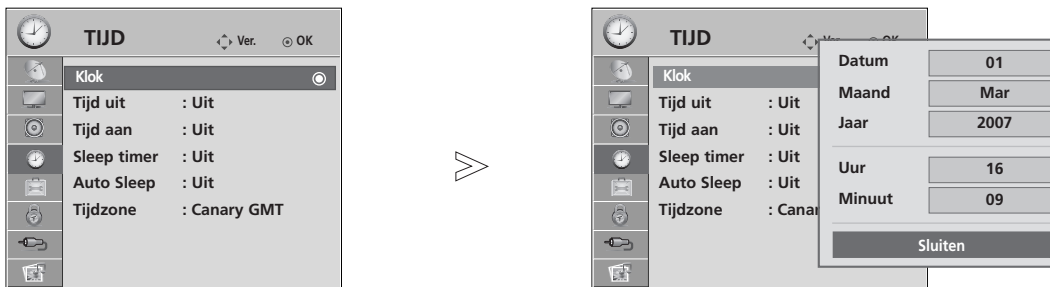 TIJD Ver. OK
Klok
Tijd uit : Uit
Tijd aan : Uit
Sleep timer : Uit
Auto Sleep : Uit
Tijdzone : Canary GMT
TIJD
Klok
Tijd uit : Uit
Tijd aan : Uit
Sleep timer : Uit
Auto Sleep : Uit
Tijdzone : Canar
Datum 01
Maand Mar
Jaar 2007
Uur 16
Minuut 09
Sluiten